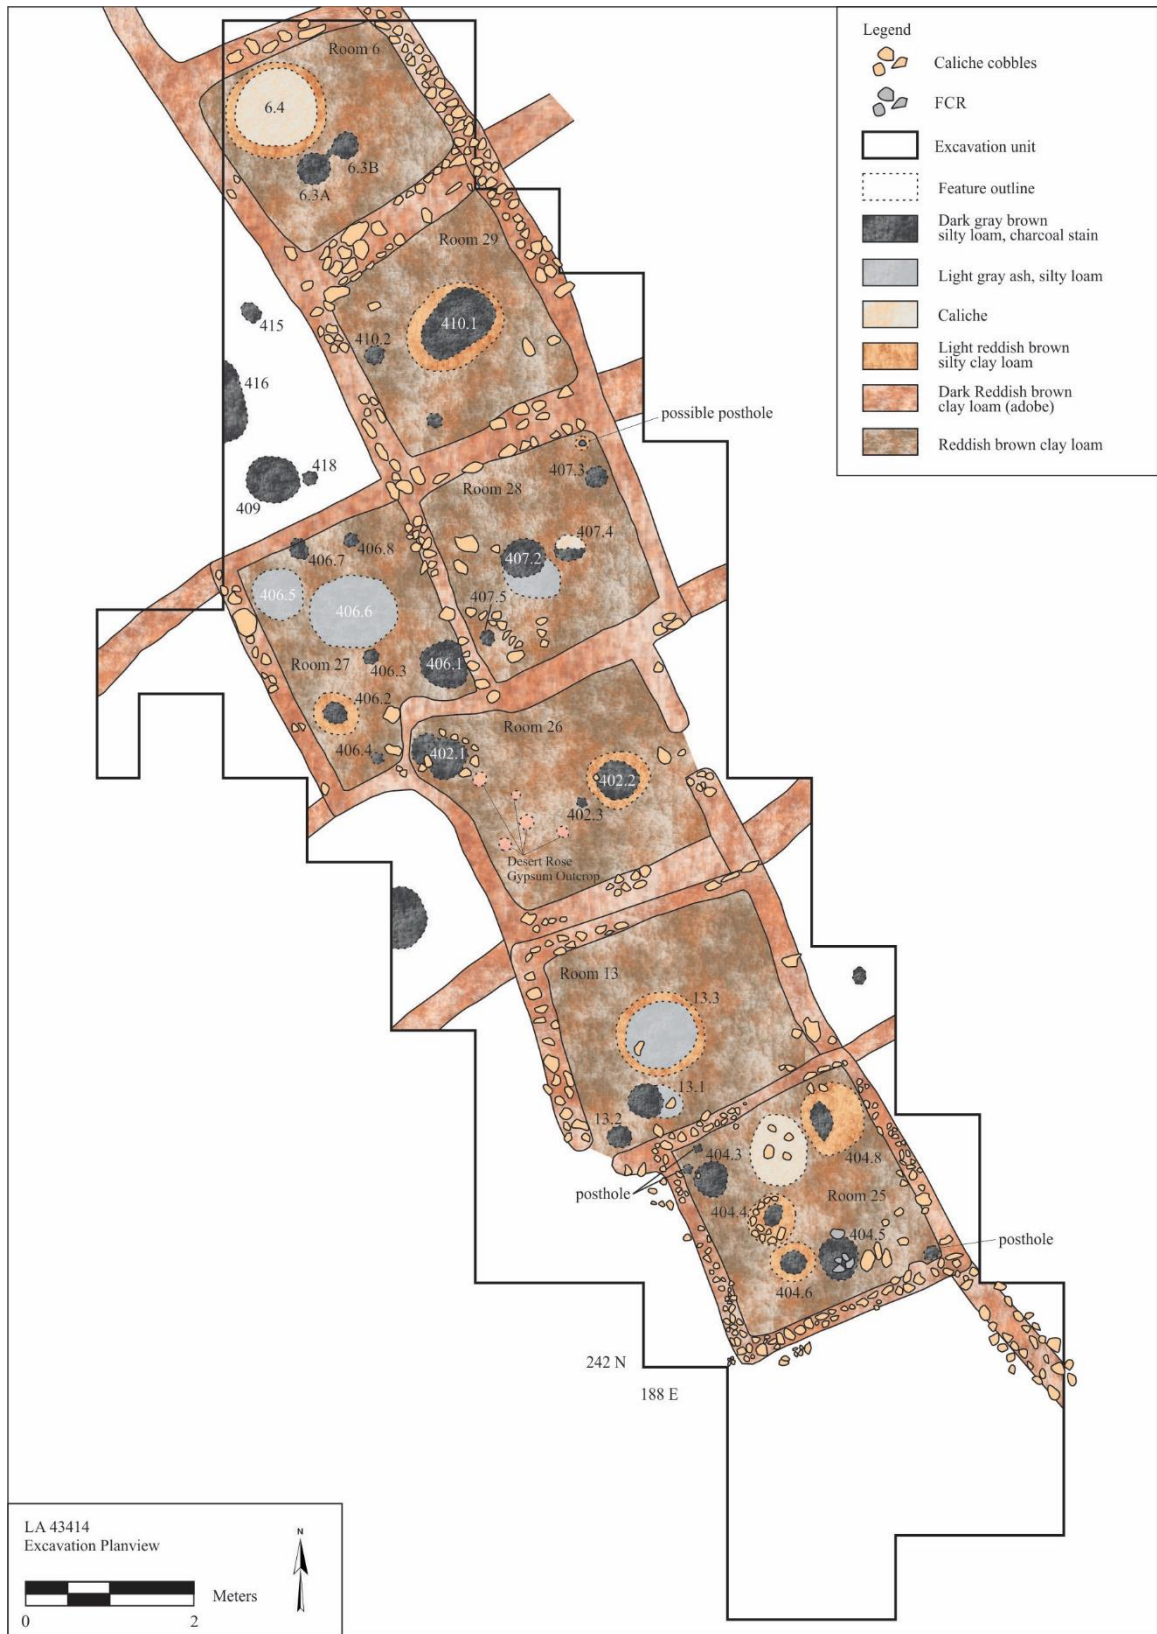 Legend
Caliche cobbles
FCR
Excavation unit
Feature outline
Dark gray brown
silty loam, charcoal stain
Light gray ash, silty loam
Caliche
Light reddish brown
silty clay loam
Dark Reddish brown
clay loam (adobe)
Reddish brown clay loam
Room 6
6.4
6.3B
6.3A
Room 29
415
410.1
410.2
416
possible posthole
418
407.3
Room 28
409
407.4
406.8
407.2
406.7
406.5
407.5
406.6
406.1
Room 27
406.3
406.2
Room 26
406.4
402.1
402.2
402.3
Desert Rose
Gypsum Outcrop
Room 13
13.3
13.1
13.2
404.3
404.8
posthole
Room 25
404.4
404.5
posthole
404.6
242 N
188 E
LA 43414
Excavation Planview
N
Meters
0 2